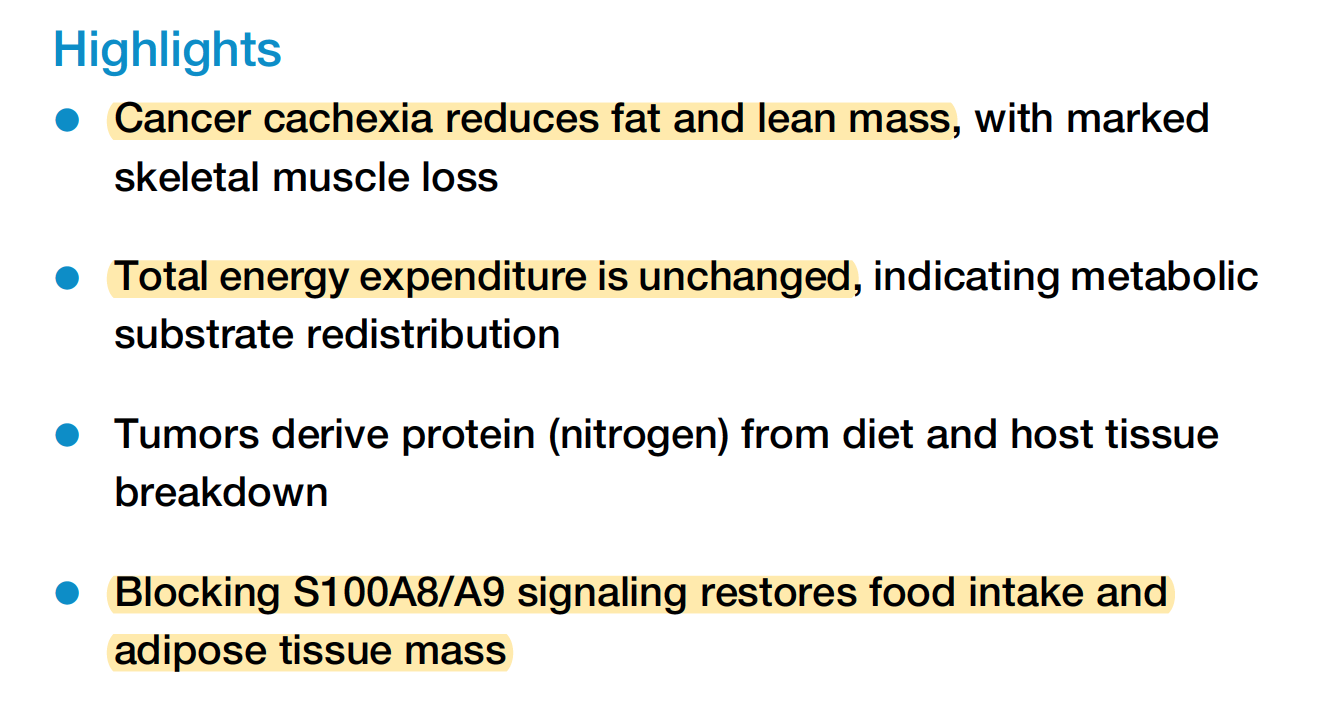 Highlights
● Cancer cachexia reduces fat and lean mass, with marked
skeletal muscle loss
● Total energy expenditure is unchanged, indicating metabolic
substrate redistribution
● Tumors derive protein (nitrogen) from diet and host tissue
breakdown
● Blocking S100A8/A9 signaling restores food intake and
adipose tissue mass